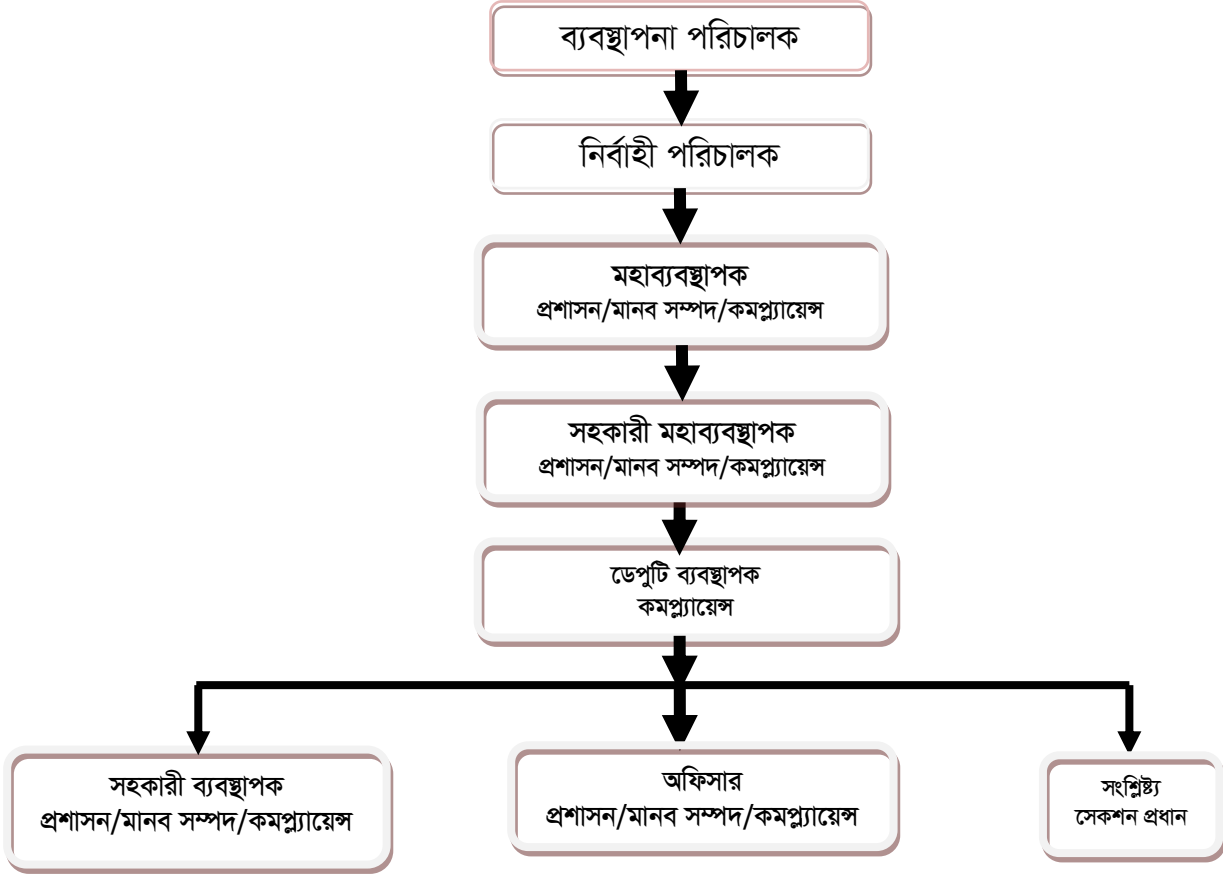 ব্যবস্থাপনা পরিচালক
নির্বাহী পরিচালক
মহাব্যবস্থাপক
প্রশাসন/মানব সম্পদ/কমপ্ল্যায়েন্স
সহকারী মহাব্যবস্থাপক
প্রশাসন/মানব সম্পদ/কমপ্ল্যায়েন্স
ডেপুটি ব্যবস্থাপক
কমপ্ল্যায়েন্স
সহকারী ব্যবস্থাপক
প্রশাসন/মানব সম্পদ/কমপ্ল্যায়েন্স
অফিসার
প্রশাসন/মানব সম্পদ/কমপ্ল্যায়েন্স
সংশ্লিষ্ট্য
সেকশন প্রধান